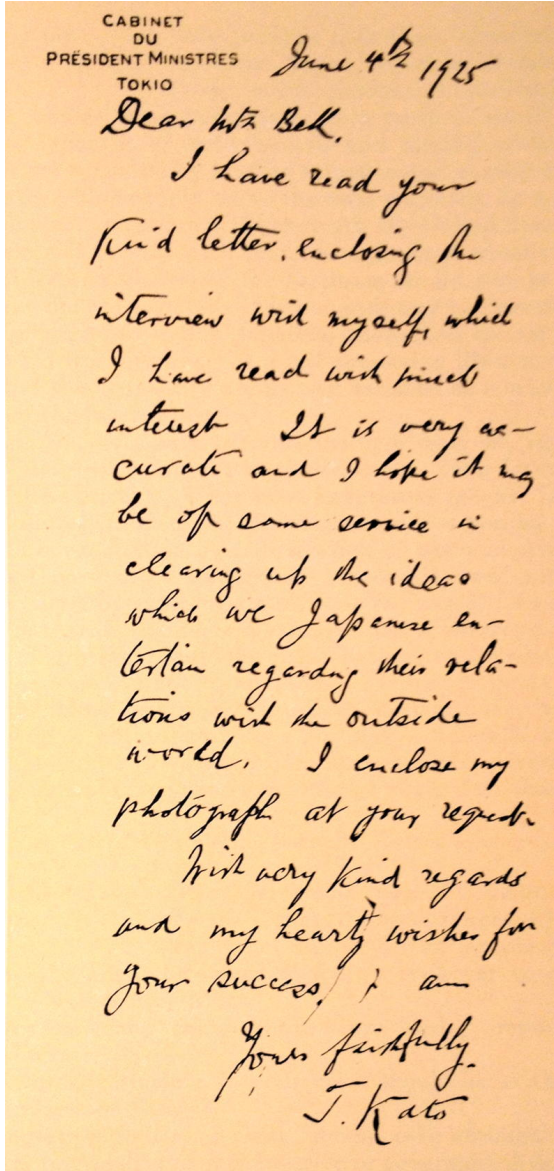 CABINET
DU
PRÉSIDENT MINISTRES
TOKIO
June 4th 1925
Dear Mr. Bell,
I have read your
kind letter, enclosing the
interview with myself, which
I have read with much
interest. It is very ac-
curate and I hope it may
be of some service in
clearing up the ideas
which we Japanese en-
tertain regarding their rela-
tions with the outside
world. I enclose my
photograph at your request.
With very kind regards
and my hearty wishes for
your success, I am
Yours faithfully.
T. Kato